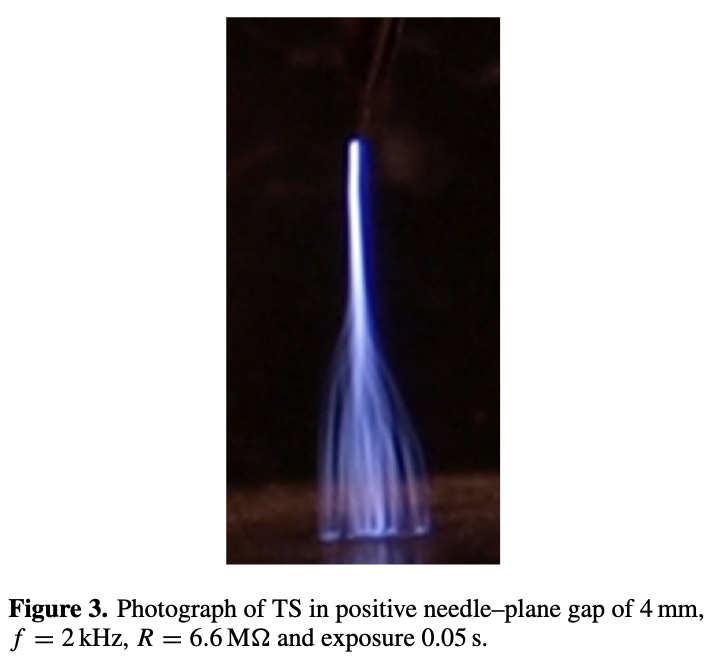 Figure 3. Photograph of TS in positive needle–plane gap of 4 mm,
f = 2 kHz, R = 6.6 MΩ and exposure 0.05 s.